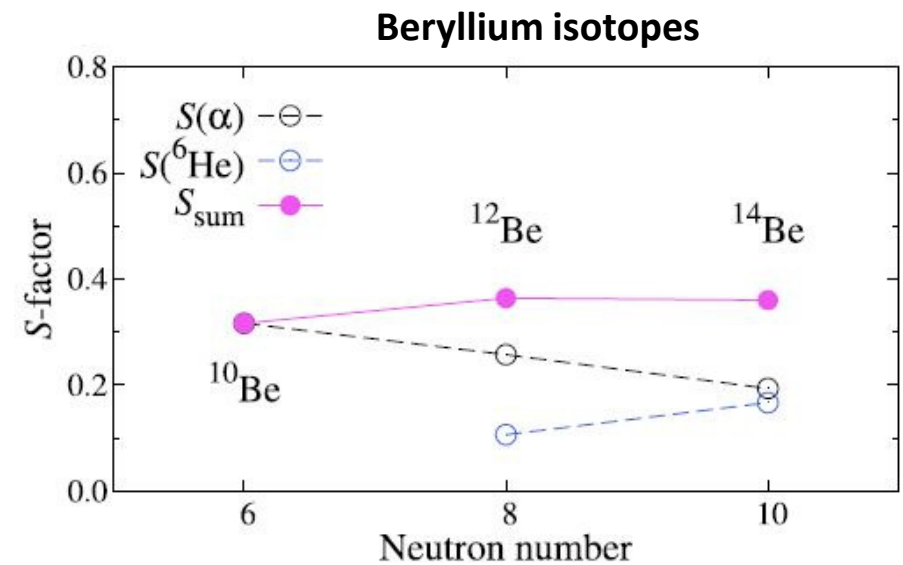 Beryllium isotopes
0.8
0.6
0.4
0.2
0.0
S-factor
S(α)
S(⁶He)
S_sum
¹²Be
¹⁴Be
¹⁰Be
6 8 10
Neutron number